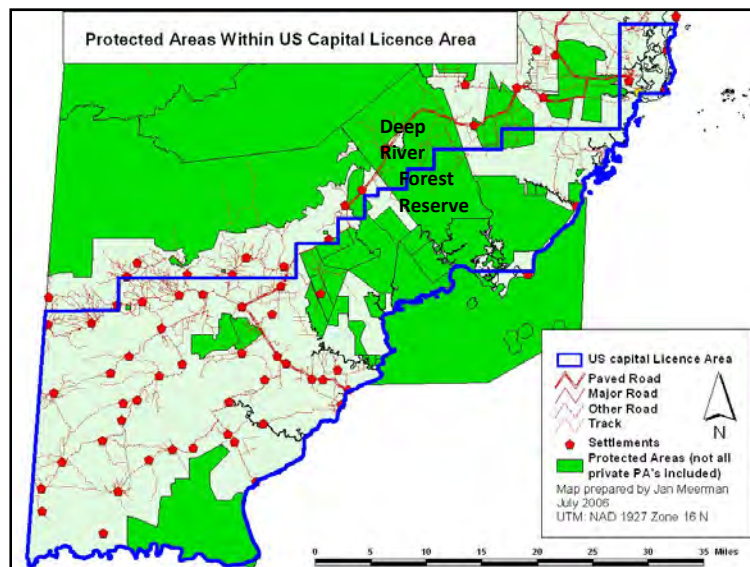 Protected Areas Within US Capital Licence Area
Deep
River
Forest
Reserve
US capital Licence Area
Paved Road
Major Road
Other Road
Track
Settlements
Protected Areas (not all
private PA's included)
Map prepared by Jan Meerman
July 2006
UTM: NAD 1927 Zone 16 N
N
0 5 10 15 20 25 30 35 Miles